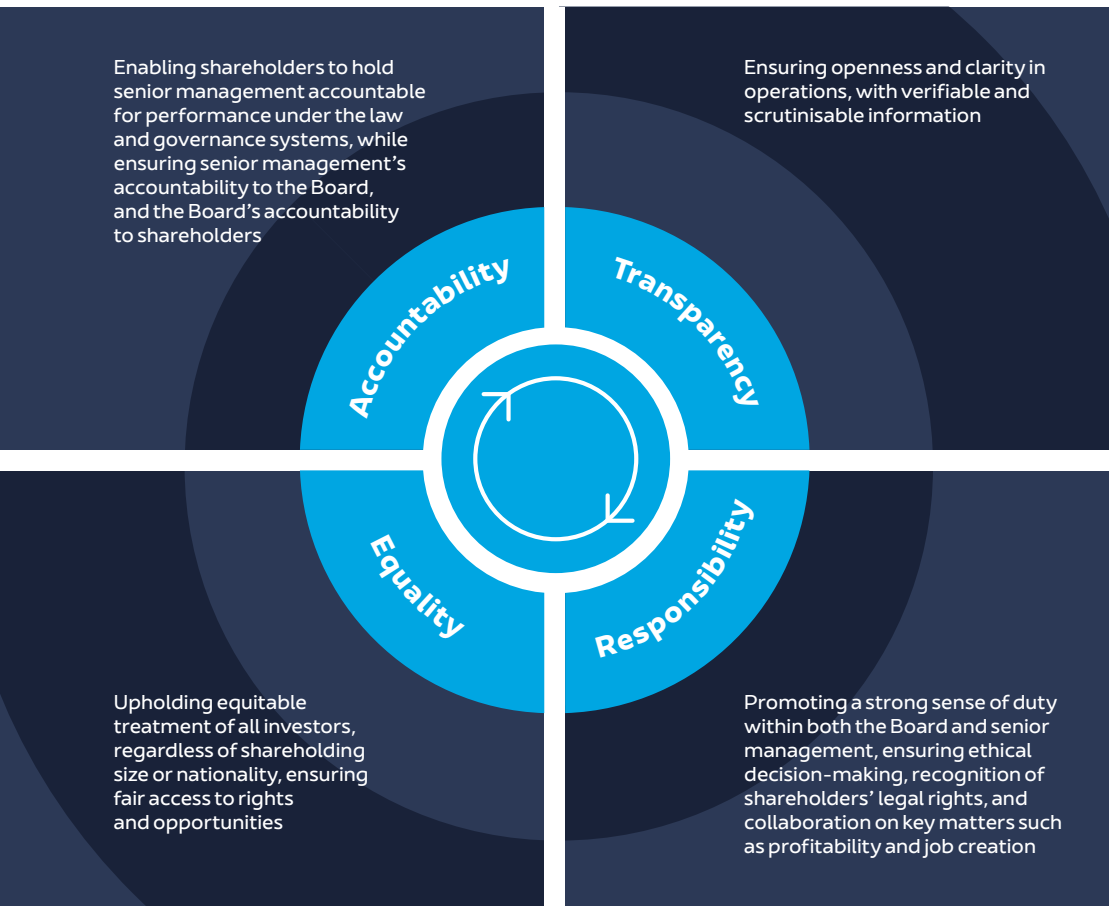 Enabling shareholders to hold
senior management accountable
for performance under the law
and governance systems, while
ensuring senior management's
accountability to the Board,
and the Board's accountability
to shareholders
Accountability
Ensuring openness and clarity in
operations, with verifiable and
scrutinisable information
Transparency
Equality
Upholding equitable
treatment of all investors,
regardless of shareholding
size or nationality, ensuring
fair access to rights
and opportunities
Responsibility
Promoting a strong sense of duty
within both the Board and senior
management, ensuring ethical
decision-making, recognition of
shareholders' legal rights, and
collaboration on key matters such
as profitability and job creation